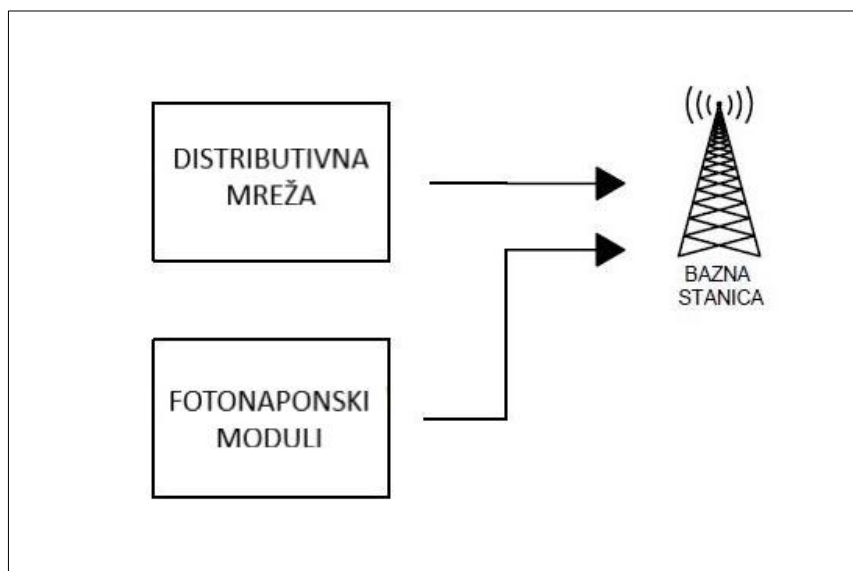 DISTRIBUTIVNA
MREŽA
BAZNA
STANICA
FOTONAPONSKI
MODULI